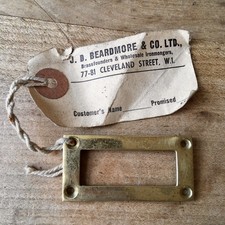 J. D. BEARDMORE & CO. LTD.,
Brassfounders & Wholesale Ironmongers,
77-81 CLEVELAND STREET, W.1.
Customer's Name Promised